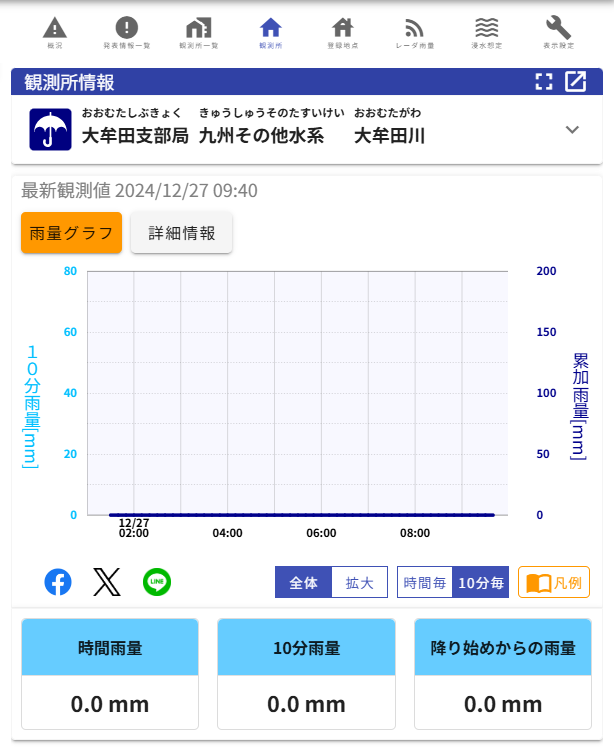 概況 発表情報一覧 観測所一覧 観測所 登録地点 レーダ雨量 浸水想定 表示設定
観測所情報
おおむたしぶきょく きゅうしゅうそのたすいけい おおむたがわ
大牟田支部局 九州その他水系 大牟田川
最新観測値 2024/12/27 09:40
雨量グラフ 詳細情報
80 200
60 150
10分雨量[mm]
累加雨量[mm]
40 100
20 50
0 0
12/27
02:00 04:00 06:00 08:00
LINE 全体 拡大 時間毎 10分毎 凡例
時間雨量 10分雨量 降り始めからの雨量
0.0 mm 0.0 mm 0.0 mm